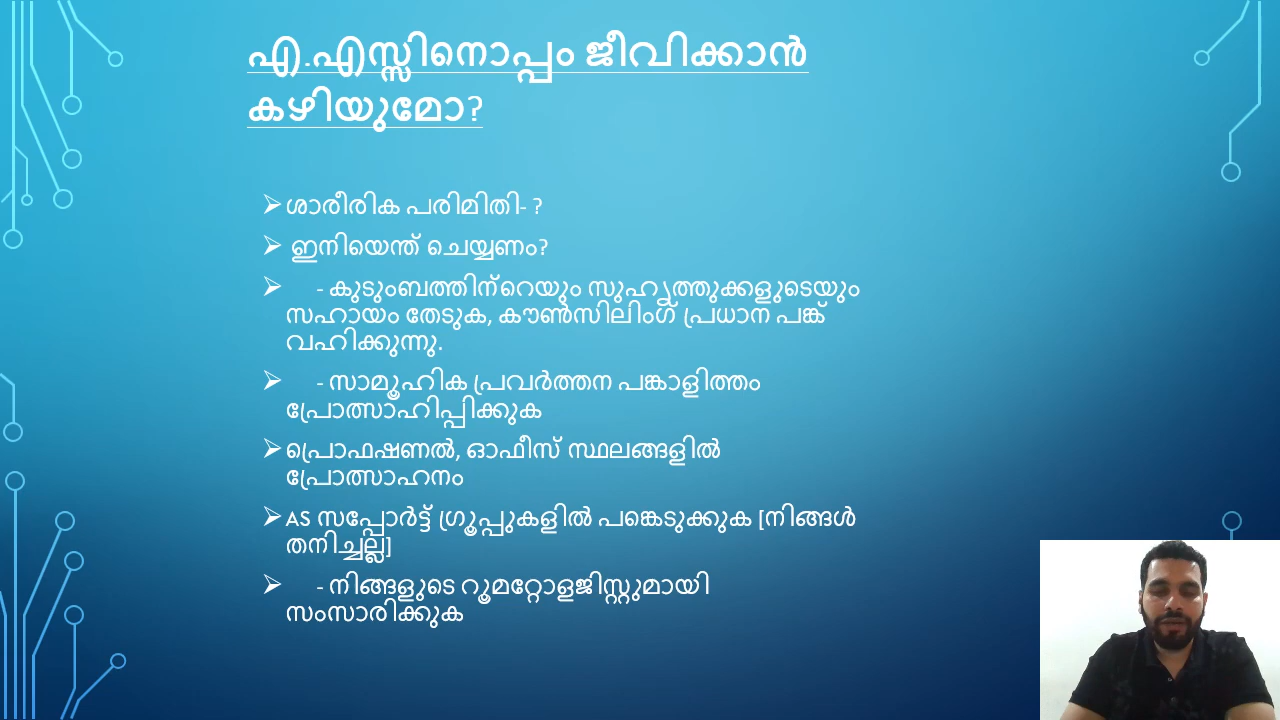 എ.എസ്സിനൊപ്പം ജീവിക്കാൻ
കഴിയുമോ?
➢ശാരീരിക പരിമിതി- ?
➢ ഇനിയെന്ത് ചെയ്യണം?
➢ - കുടുംബത്തിന്റെയും സുഹൃത്തുക്കളുടെയും
സഹായം തേടുക, കൗൺസിലിംഗ് പ്രധാന പങ്ക്
വഹിക്കുന്നു.
➢ - സാമൂഹിക പ്രവർത്തന പങ്കാളിത്തം
പ്രോത്സാഹിപ്പിക്കുക
➢പ്രൊഫഷണൽ, ഓഫീസ് സ്ഥലങ്ങളിൽ
പ്രോത്സാഹനം
➢AS സപ്പോർട്ട് ഗ്രൂപ്പുകളിൽ പങ്കെടുക്കുക [നിങ്ങൾ
തനിച്ചല്ല]
➢ - നിങ്ങളുടെ റൂമറ്റോളജിസ്റ്റുമായി
സംസാരിക്കുക